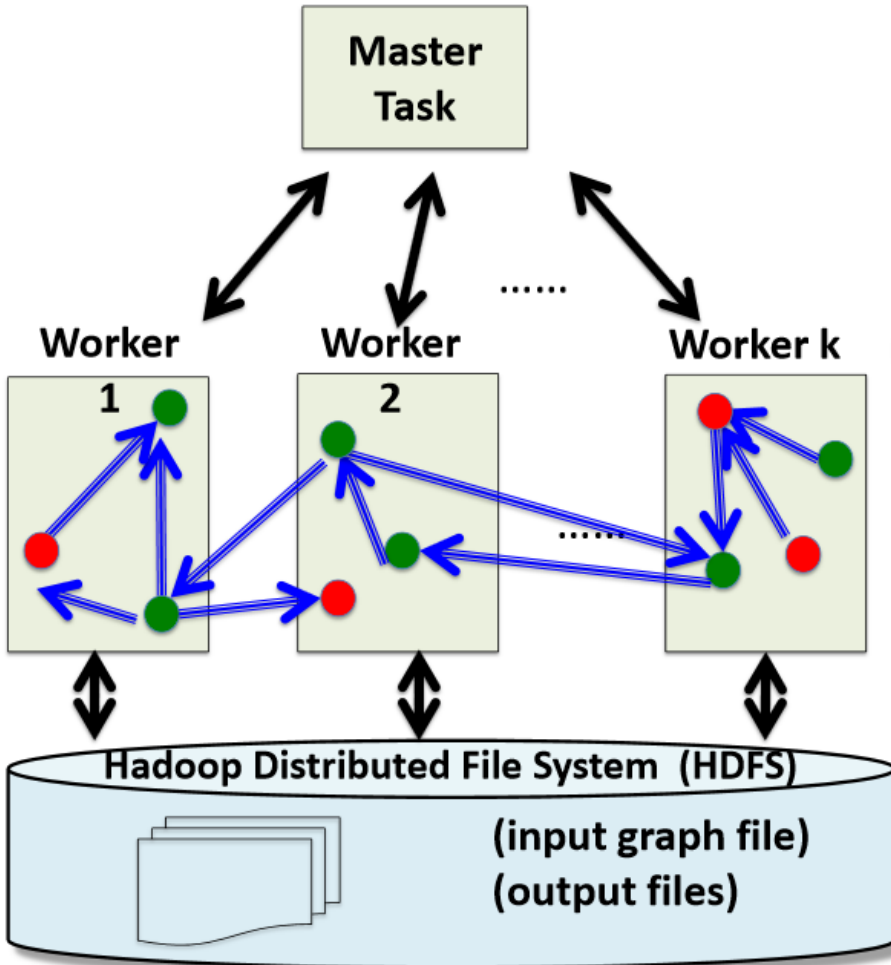 Master
Task
......
Worker
1
Worker
2
Worker k
......
Hadoop Distributed File System (HDFS)
(input graph file)
(output files)